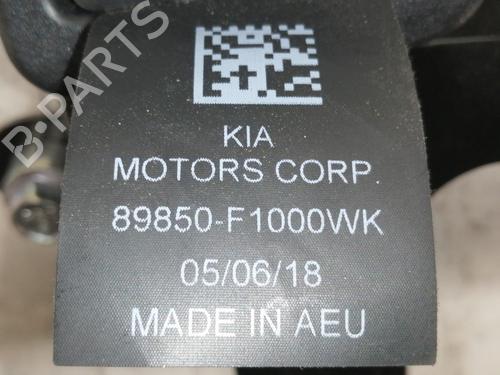 B-PARTS
KIA
MOTORS CORP.
89850-F1000WK
05/06/18
MADE IN AEU